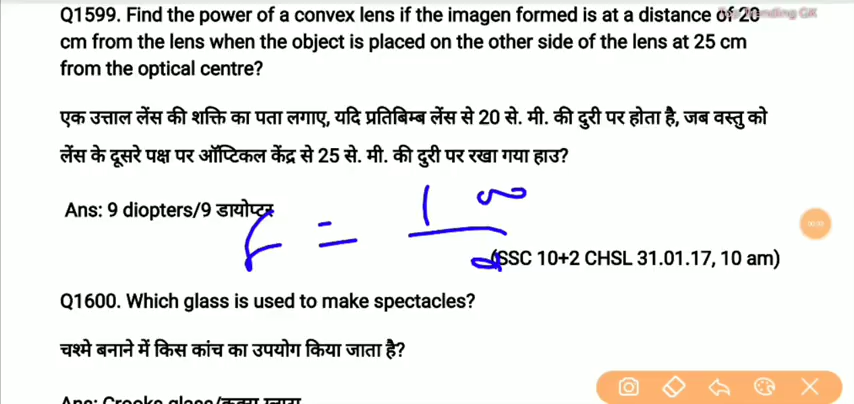 Q1599. Find the power of a convex lens if the imagen formed is at a distance of 20
cm from the lens when the object is placed on the other side of the lens at 25 cm
from the optical centre?
एक उत्ताल लेंस की शक्ति का पता लगाए, यदि प्रतिबिम्ब लेंस से 20 से. मी. की दुरी पर होता है, जब वस्तु को
लेंस के दूसरे पक्ष पर ऑप्टिकल केंद्र से 25 से. मी. की दुरी पर रखा गया हाउ?
Ans: 9 diopters/9 डायोप्टर
(SSC 10+2 CHSL 31.01.17, 10 am)
Q1600. Which glass is used to make spectacles?
चश्मे बनाने में किस कांच का उपयोग किया जाता है?
Ans: Crooks glass/क्रुक्स ग्लास